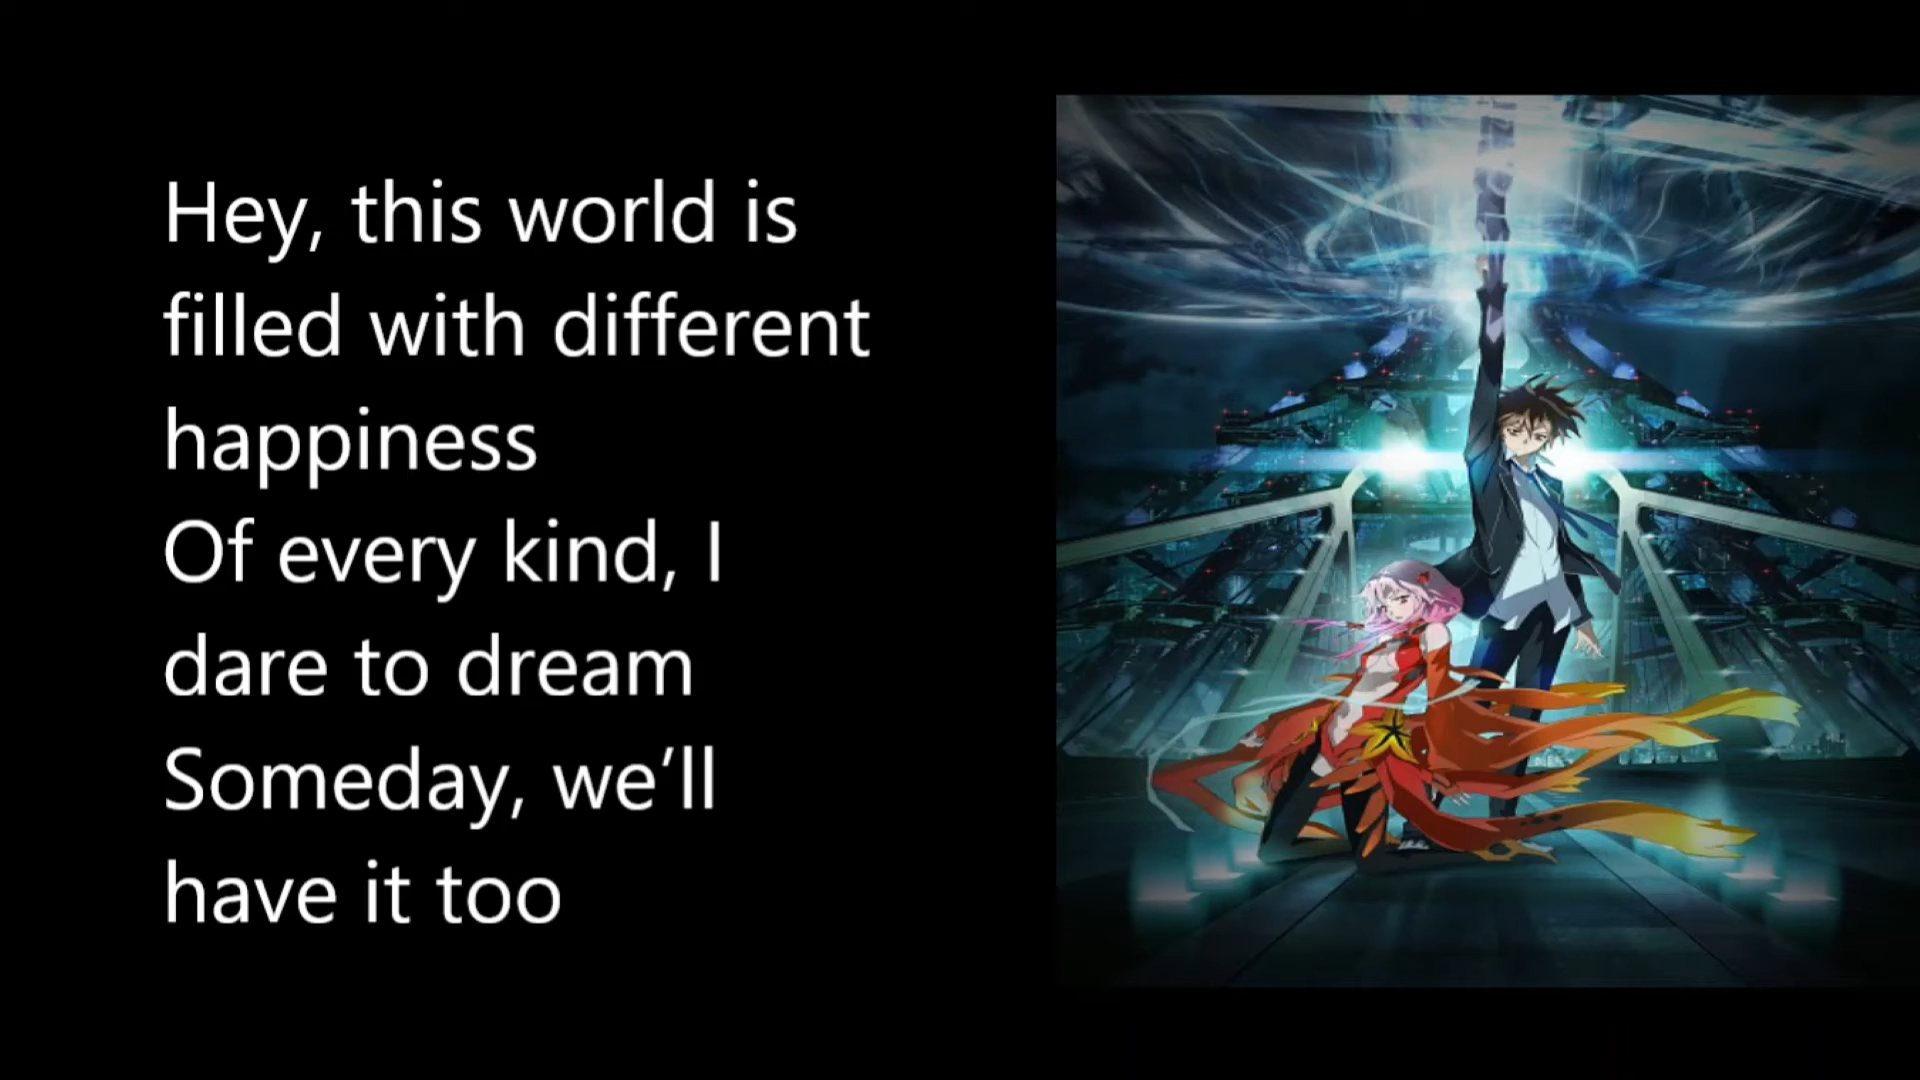 Hey, this world is
filled with different
happiness
Of every kind, I
dare to dream
Someday, we’ll
have it too